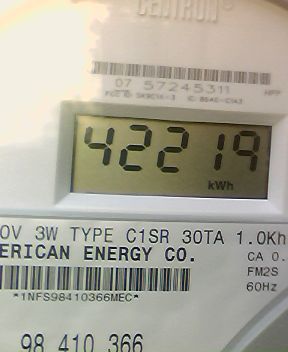 CENTRON®
07 57245311
42219
kWh
0V 3W TYPE C1SR 30TA 1.0Kh
ERICAN ENERGY CO.
CA 0.
FM2S
*1NFS98410366MEC*
60Hz
98 410 366